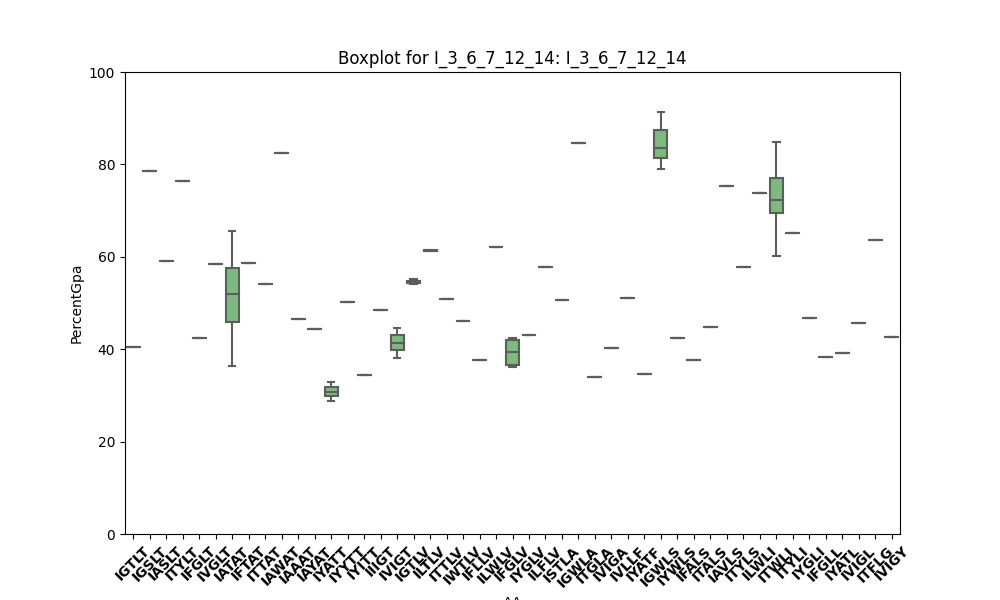 Boxplot for I_3_6_7_12_14: I_3_6_7_12_14
100
80
60
40
20
0
PercentGpa
IGTLT
IGSLT
IASLT
ITYLT
IFGLT
IVGLT
IATAT
IFTAT
ITTAT
IAWAT
IAAAT
IAYAT
IYATT
IYYTT
IYITT
IIIGT
IVIGT
IGTLV
ILTLV
ITTLV
IWTLV
IFLLV
ILWLV
IFGLV
IYGLV
ILFLV
ISTLA
IGWLA
ITGLA
IVIGA
IVLLF
IYATF
IGWLS
IYWLS
IFALS
ITALS
IAVLS
ITYLS
ILWLI
ITWLI
ITYLI
IYGLI
IFGLL
IYATL
IVIGL
ITFLG
IVIGY